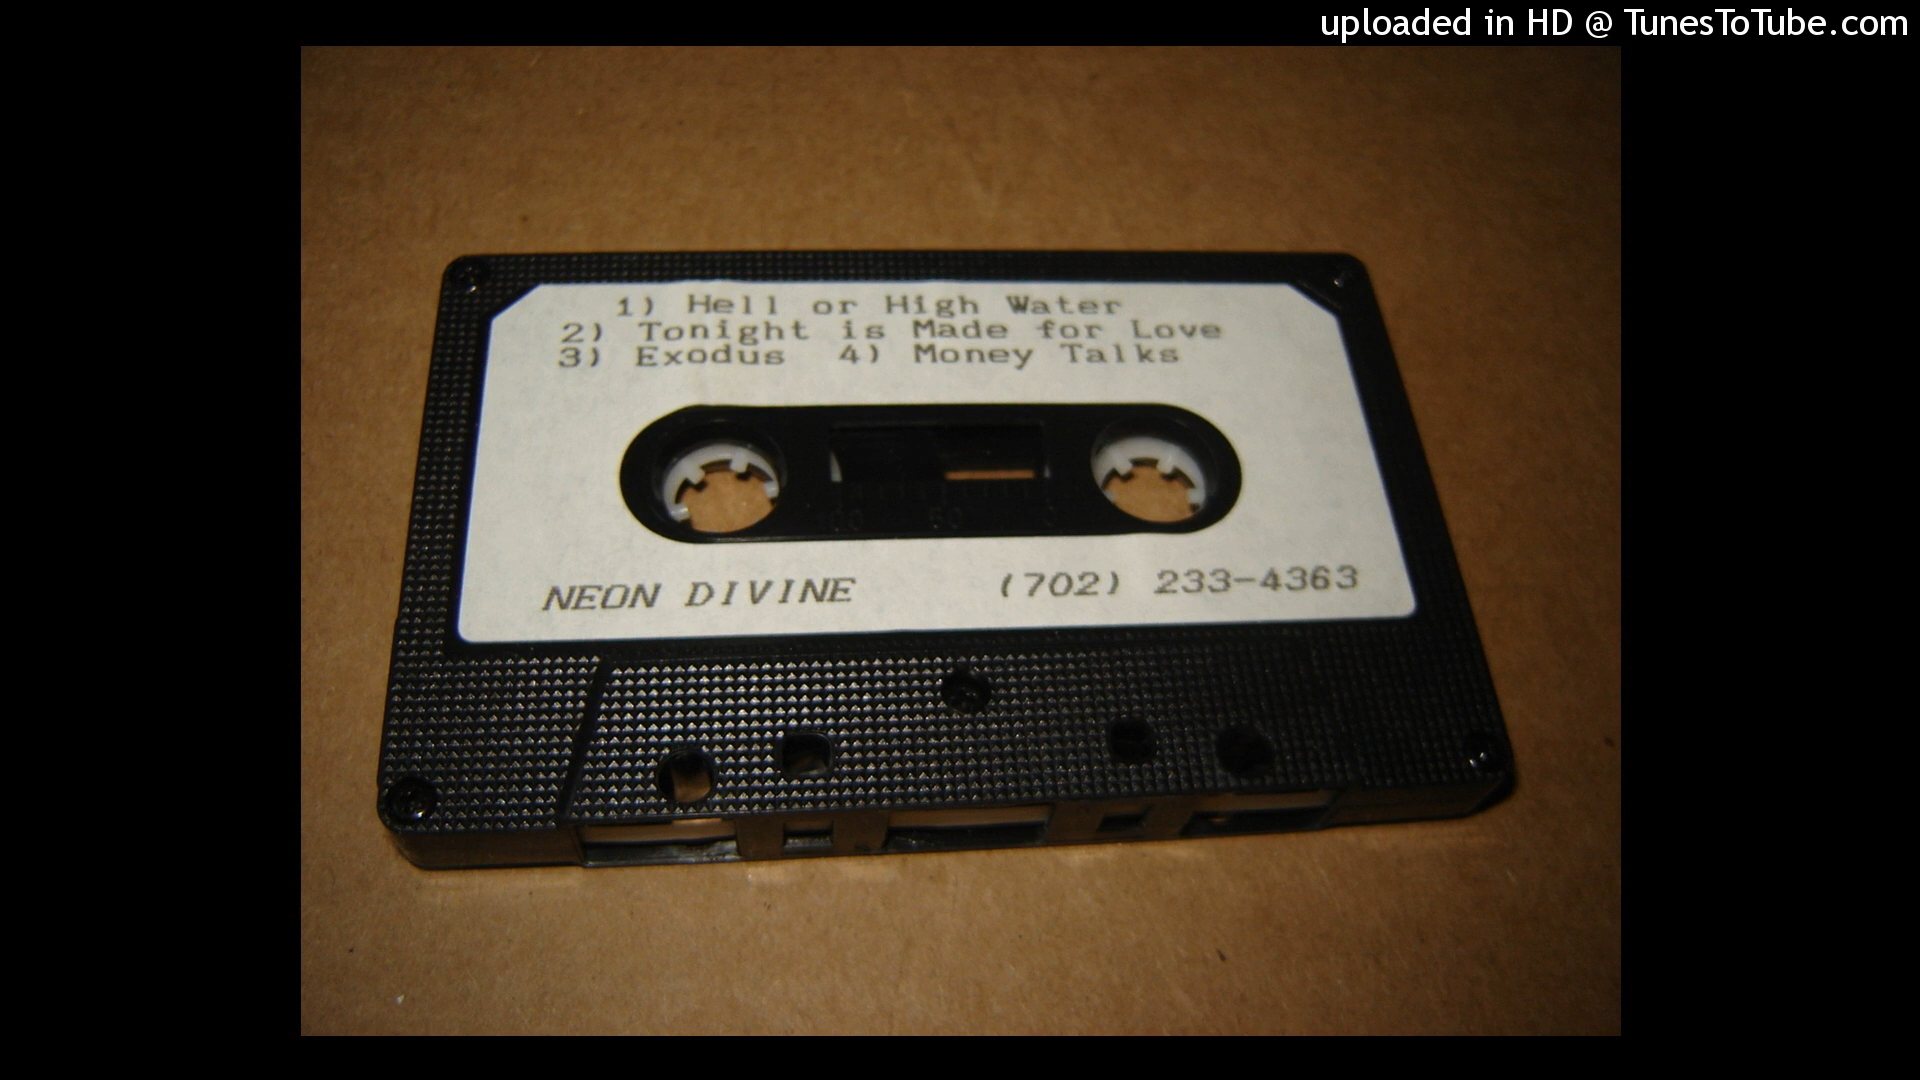 uploaded in HD @ TunesToTube.com
1) Hell or High Water
2) Tonight is Made for Love
3) Exodus 4) Money Talks
NEON DIVINE (702) 233-4363